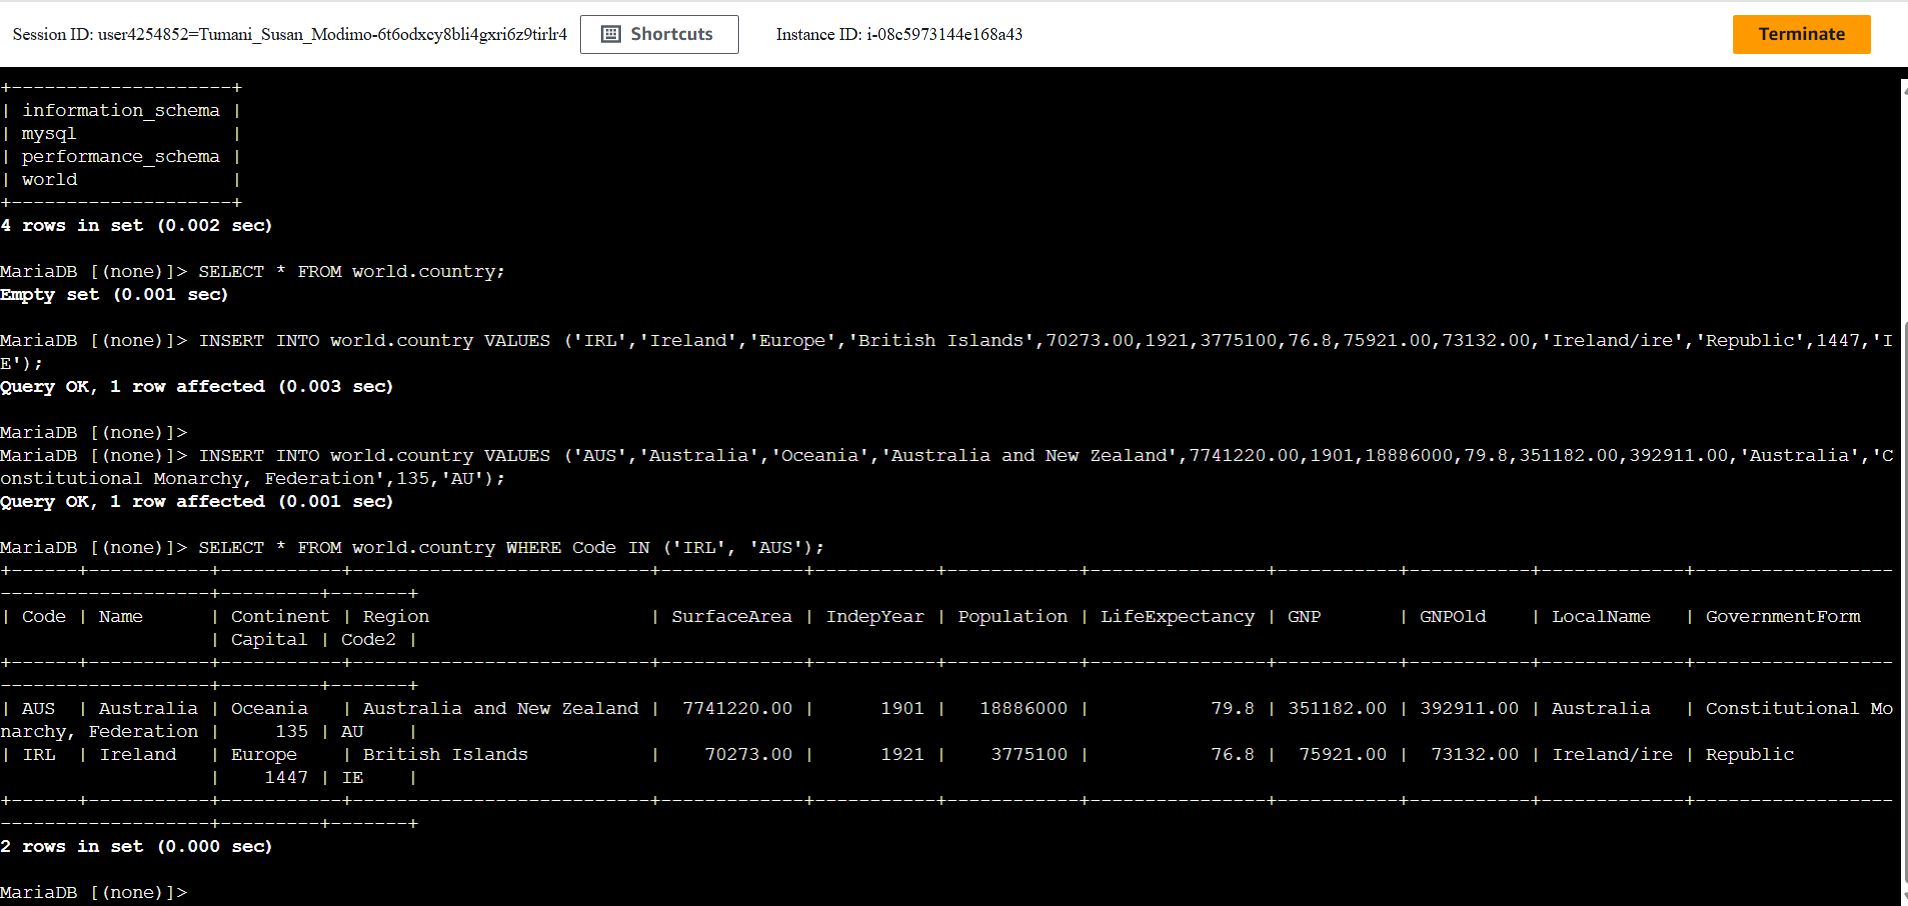 Session ID: user4254852=Tumani_Susan_Modimo-6t6odxcy8bli4gxri6z9tirlr4 Shortcuts Instance ID: i-08c5973144e168a43 Terminate
+--------------------+
| information_schema |
| mysql              |
| performance_schema |
| world              |
+--------------------+
4 rows in set (0.002 sec)
MariaDB [(none)]> SELECT * FROM world.country;
Empty set (0.001 sec)
MariaDB [(none)]> INSERT INTO world.country VALUES ('IRL','Ireland','Europe','British Islands',70273.00,1921,3775100,76.8,75921.00,73132.00,'Ireland/ire','Republic',1447,'I
E');
Query OK, 1 row affected (0.003 sec)
MariaDB [(none)]>
MariaDB [(none)]> INSERT INTO world.country VALUES ('AUS','Australia','Oceania','Australia and New Zealand',7741220.00,1901,18886000,79.8,351182.00,392911.00,'Australia','C
onstitutional Monarchy, Federation',135,'AU');
Query OK, 1 row affected (0.001 sec)
MariaDB [(none)]> SELECT * FROM world.country WHERE Code IN ('IRL', 'AUS');
+------+-----------+-----------+---------------------------+-------------+-----------+------------+----------------+-----------+-----------+-------------+------------------
-------------------+---------+-------+
| Code | Name      | Continent | Region                    | SurfaceArea | IndepYear | Population | LifeExpectancy | GNP       | GNPOld    | LocalName   | GovernmentForm
                   | Capital | Code2 |
+------+-----------+-----------+---------------------------+-------------+-----------+------------+----------------+-----------+-----------+-------------+------------------
-------------------+---------+-------+
| AUS  | Australia | Oceania   | Australia and New Zealand |  7741220.00 |      1901 |   18886000 |           79.8 | 351182.00 | 392911.00 | Australia   | Constitutional Mo
narchy, Federation |     135 | AU    |
| IRL  | Ireland   | Europe    | British Islands           |    70273.00 |      1921 |    3775100 |           76.8 |  75921.00 |  73132.00 | Ireland/ire | Republic
                   |    1447 | IE    |
+------+-----------+-----------+---------------------------+-------------+-----------+------------+----------------+-----------+-----------+-------------+------------------
-------------------+---------+-------+
2 rows in set (0.000 sec)
MariaDB [(none)]>